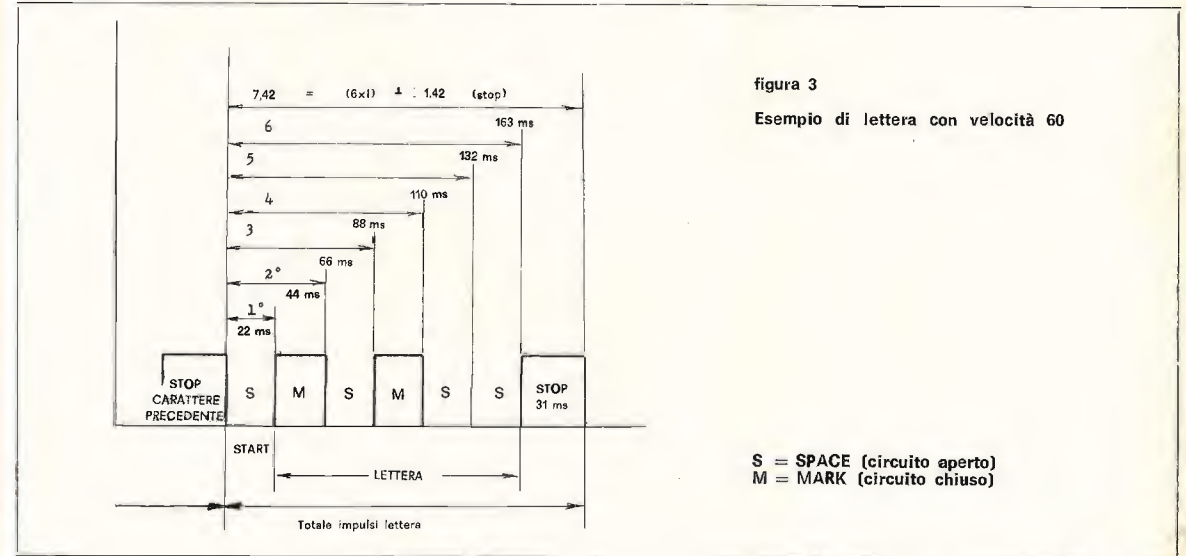 7,42 = (6xI) + : 1.42 (stop)
6 163 ms
5 132 ms
4 110 ms
3 88 ms
66 ms
2°
44 ms
1°
22 ms
STOP
CARATTERE
PRECEDENTE
S M S M S S
STOP
31 ms
START
LETTERA
Totale impulsi lettera
figura 3
Esempio di lettera con velocità 60
S = SPACE (circuito aperto)
M = MARK (circuito chiuso)